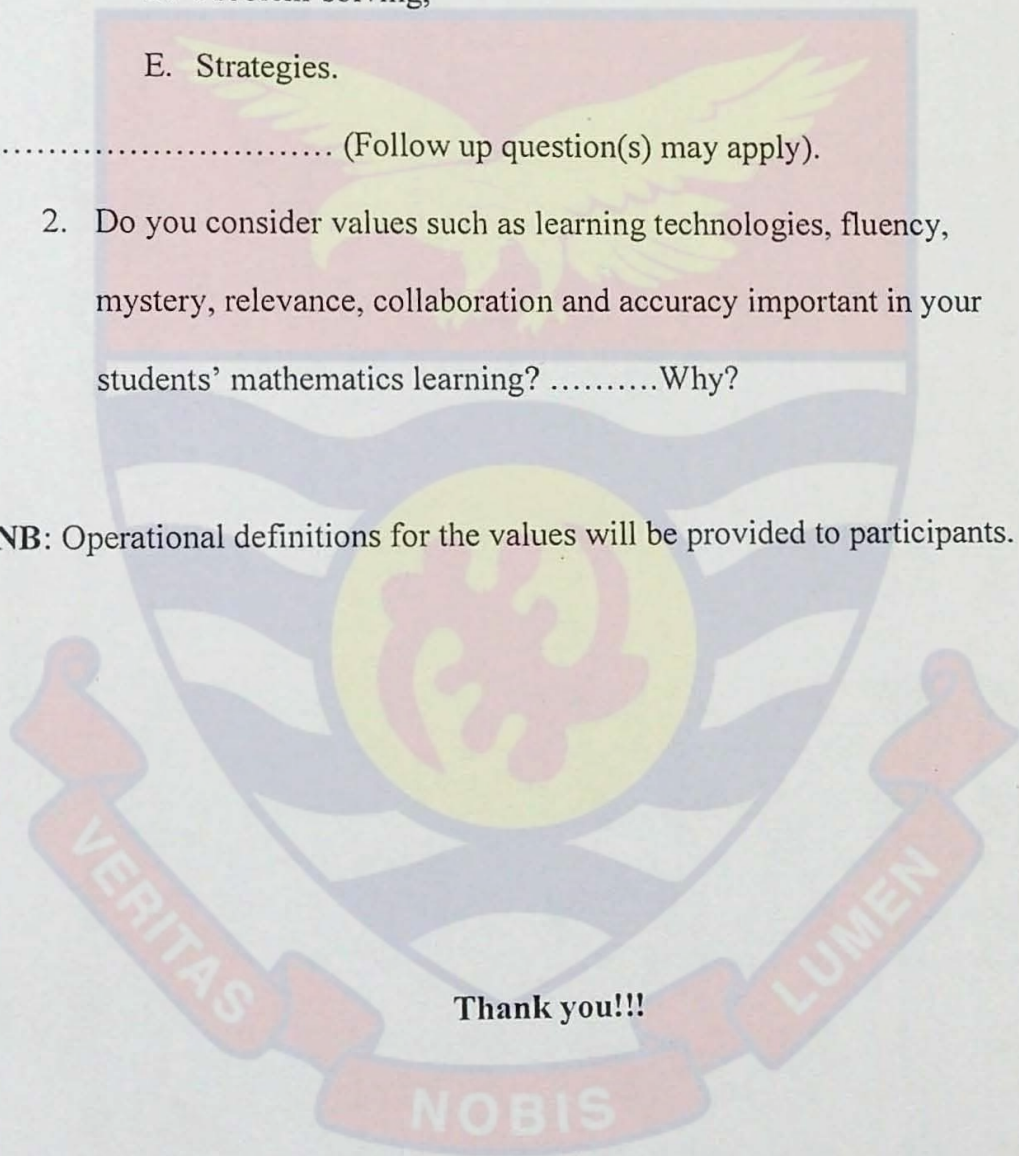 E. Strategies.
................................ (Follow up question(s) may apply).
2. Do you consider values such as learning technologies, fluency,
mystery, relevance, collaboration and accuracy important in your
students’ mathematics learning? ..........Why?
NB: Operational definitions for the values will be provided to participants.
Thank you!!!
VERITAS
NOBIS
LUMEN